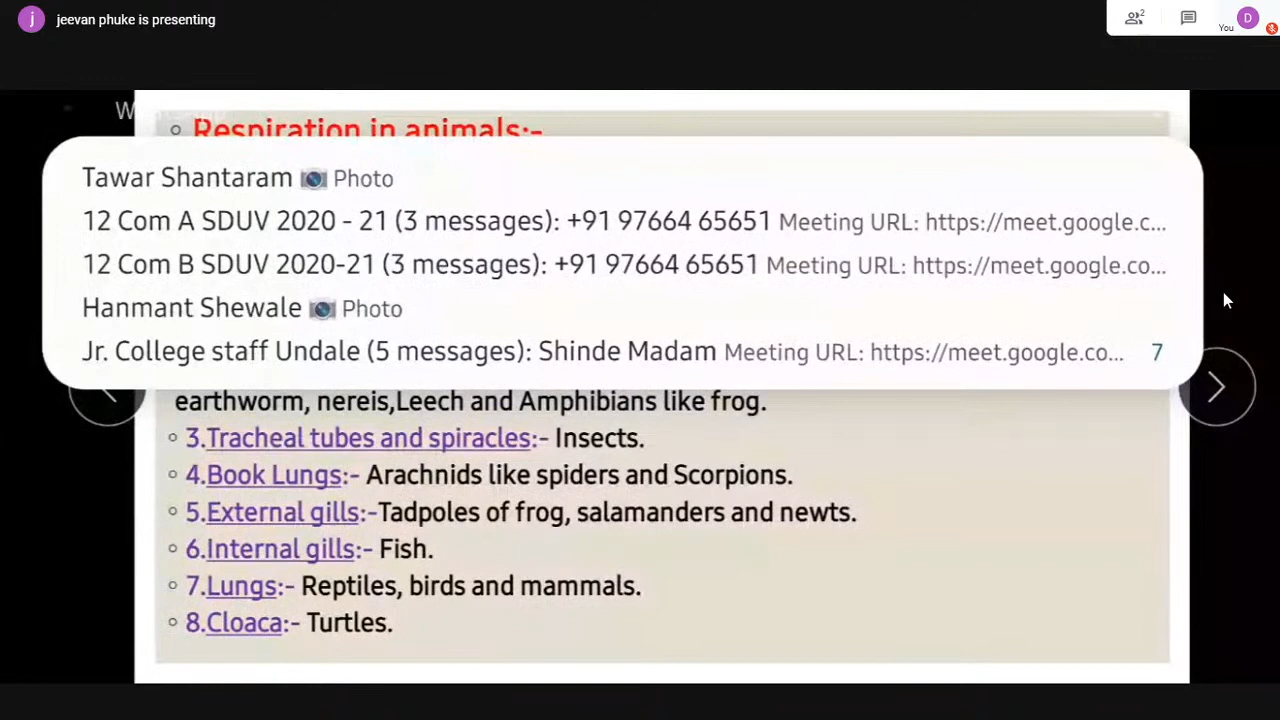 j
jeevan phuke is presenting
2
You
D
Respiration in animals:-
Tawar Shantaram 📷 Photo
12 Com A SDUV 2020 - 21 (3 messages): +91 97664 65651 Meeting URL: https://meet.google.c...
12 Com B SDUV 2020-21 (3 messages): +91 97664 65651 Meeting URL: https://meet.google.co...
Hanmant Shewale 📷 Photo
Jr. College staff Undale (5 messages): Shinde Madam Meeting URL: https://meet.google.co... 7
earthworm, nereis,Leech and Amphibians like frog.
◦ 3.Tracheal tubes and spiracles:- Insects.
◦ 4.Book Lungs:- Arachnids like spiders and Scorpions.
◦ 5.External gills:-Tadpoles of frog, salamanders and newts.
◦ 6.Internal gills:- Fish.
◦ 7.Lungs:- Reptiles, birds and mammals.
◦ 8.Cloaca:- Turtles.